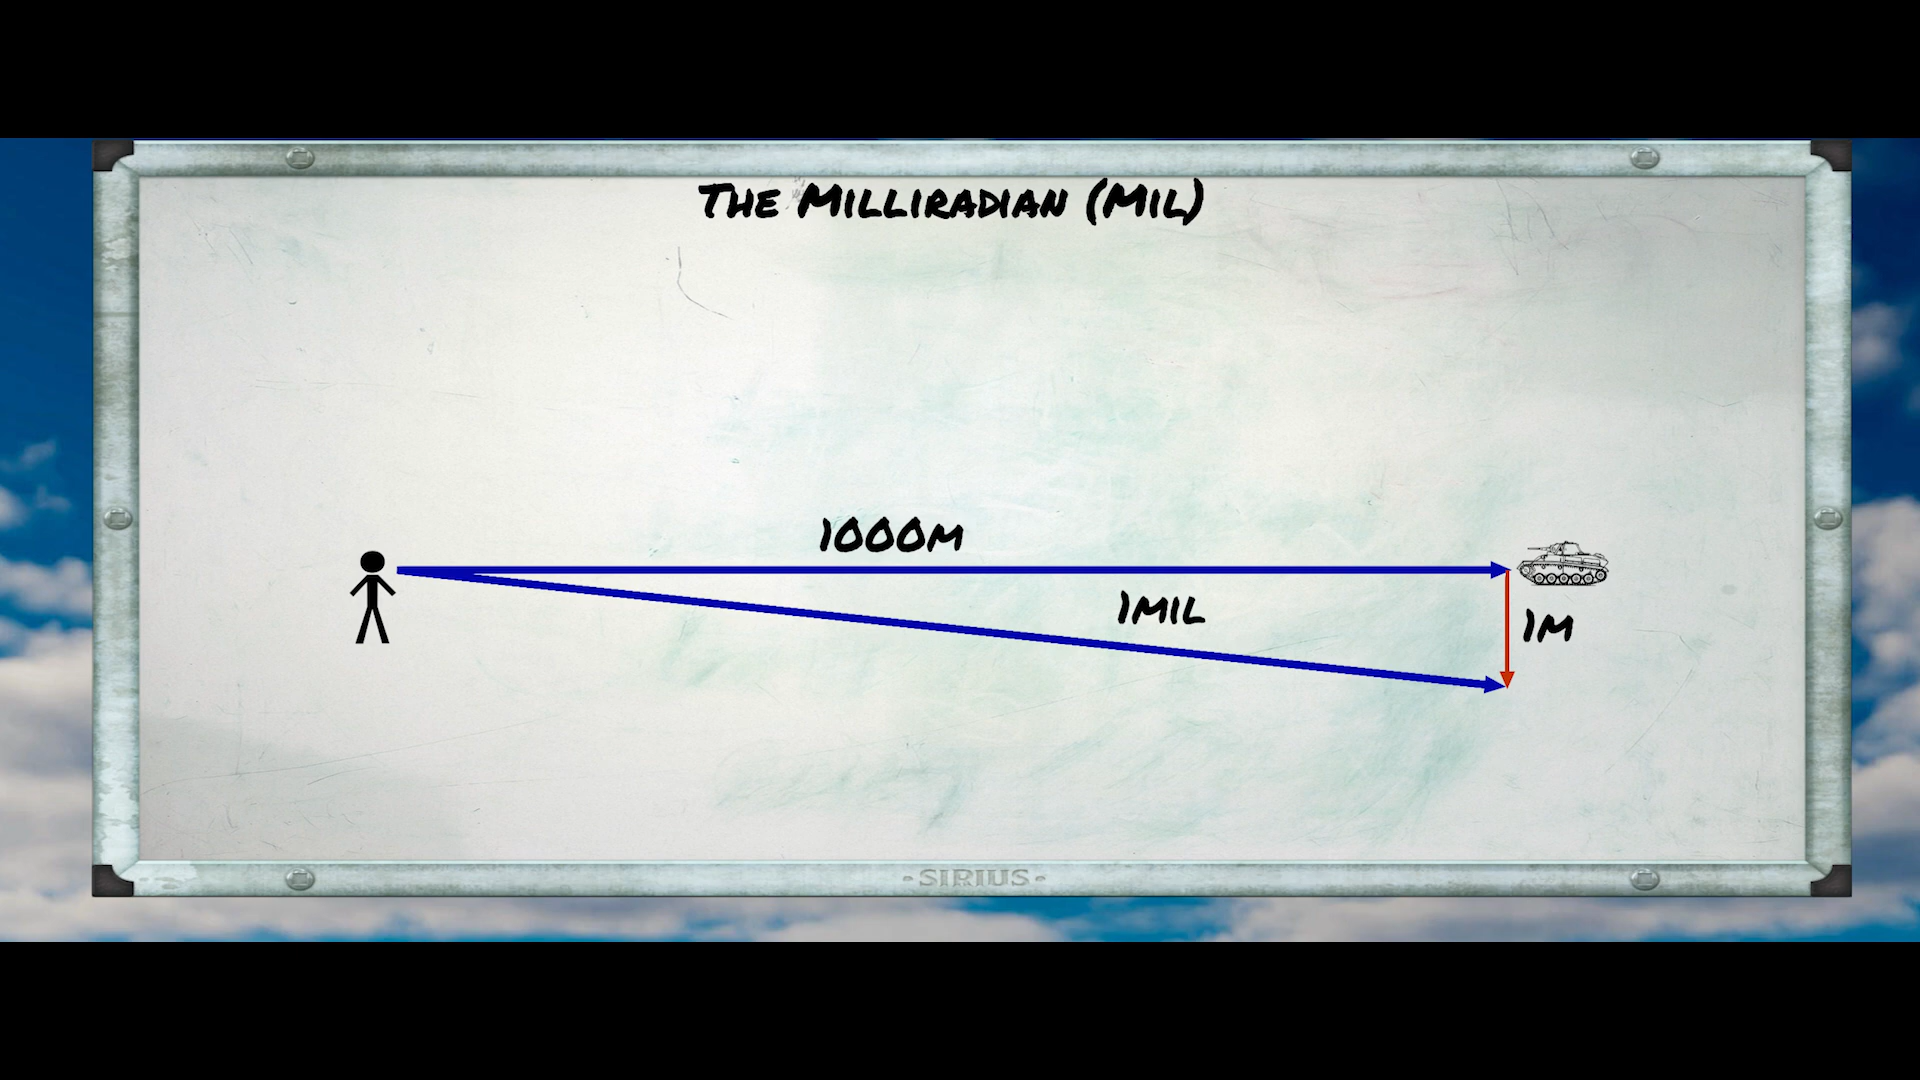 The Milliradian (Mil)
1000m
1mil
1m
- SIRIUS -